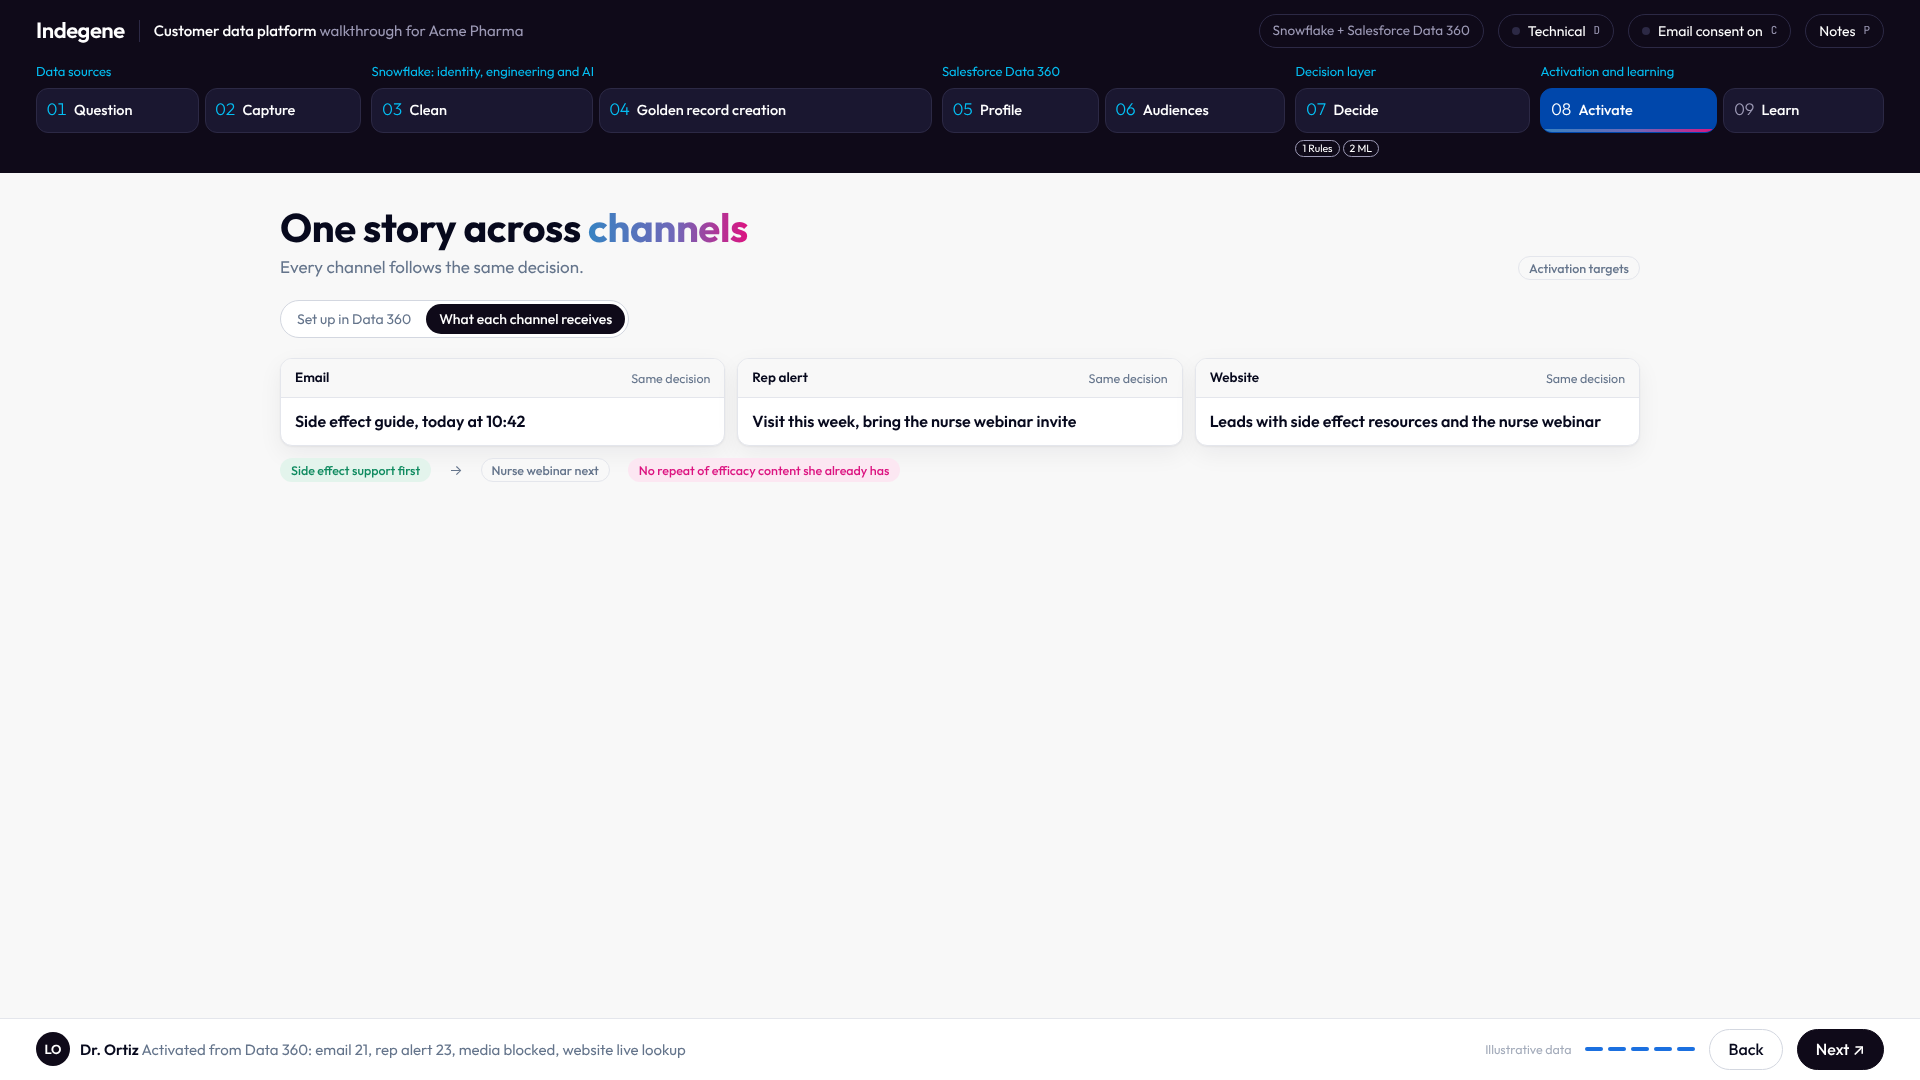 Indegene
Customer data platform walkthrough for Acme Pharma
Snowflake + Salesforce Data 360
Technical D
Email consent on C
Notes P
Data sources
Snowflake: identity, engineering and AI
Salesforce Data 360
Decision layer
Activation and learning
01 Question
02 Capture
03 Clean
04 Golden record creation
05 Profile
06 Audiences
07 Decide
08 Activate
09 Learn
1 Rules
2 ML
One story across channels
Every channel follows the same decision.
Activation targets
Set up in Data 360
What each channel receives
Email
Same decision
Side effect guide, today at 10:42
Rep alert
Same decision
Visit this week, bring the nurse webinar invite
Website
Same decision
Leads with side effect resources and the nurse webinar
Side effect support first
→
Nurse webinar next
No repeat of efficacy content she already has
LO
Dr. Ortiz Activated from Data 360: email 21, rep alert 23, media blocked, website live lookup
Illustrative data
Back
Next ↗